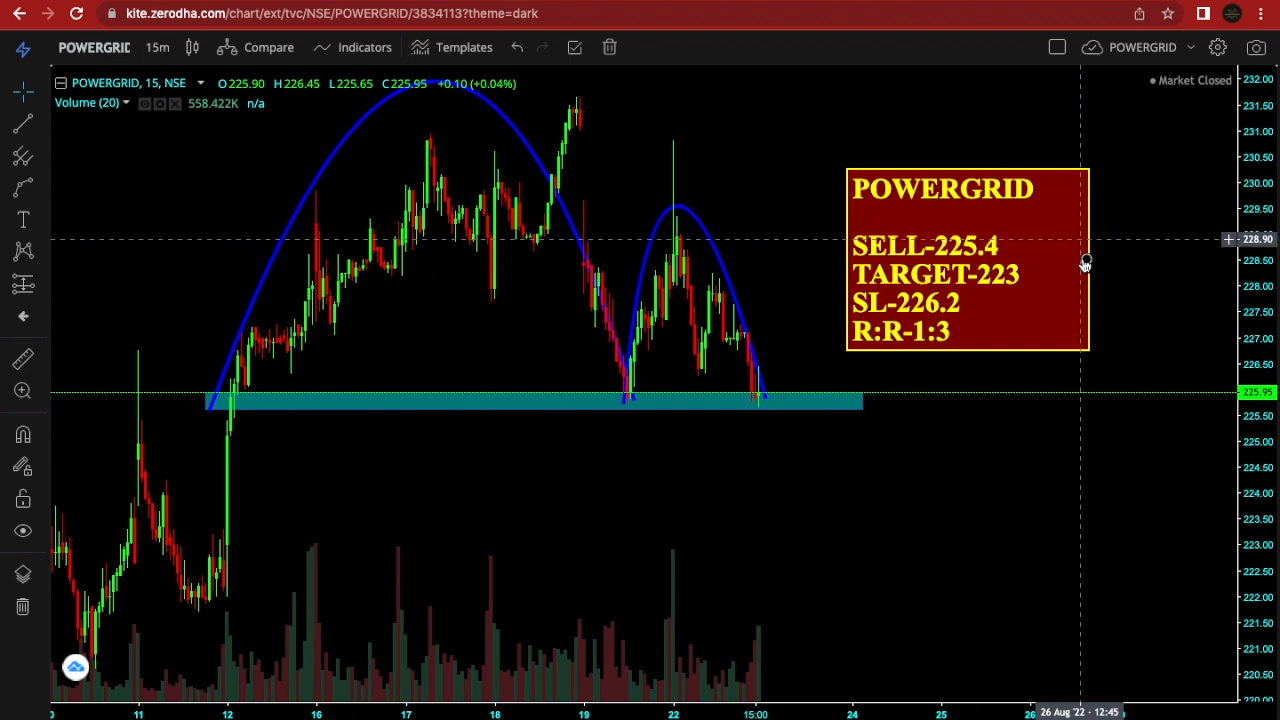 kite.zerodha.com/chart/ext/tvc/NSE/POWERGRID/3834113?theme=dark
POWERGRID 15m Compare Indicators Templates POWERGRID
POWERGRID, 15, NSE O225.90 H226.45 L225.65 C225.95 +0.10 (+0.04%)
Market Closed
Volume (20) 558.422K n/a
POWERGRID
SELL-225.4
TARGET-223
SL-226.2
R:R-1:3
232.00
231.50
231.00
230.50
230.00
229.50
228.90
228.50
228.00
227.50
227.00
226.50
225.95
225.50
225.00
224.50
224.00
223.50
223.00
222.50
222.00
221.50
221.00
220.50
11 12 16 17 18 19 22 15:00 24 25 26 Aug '22 - 12:45